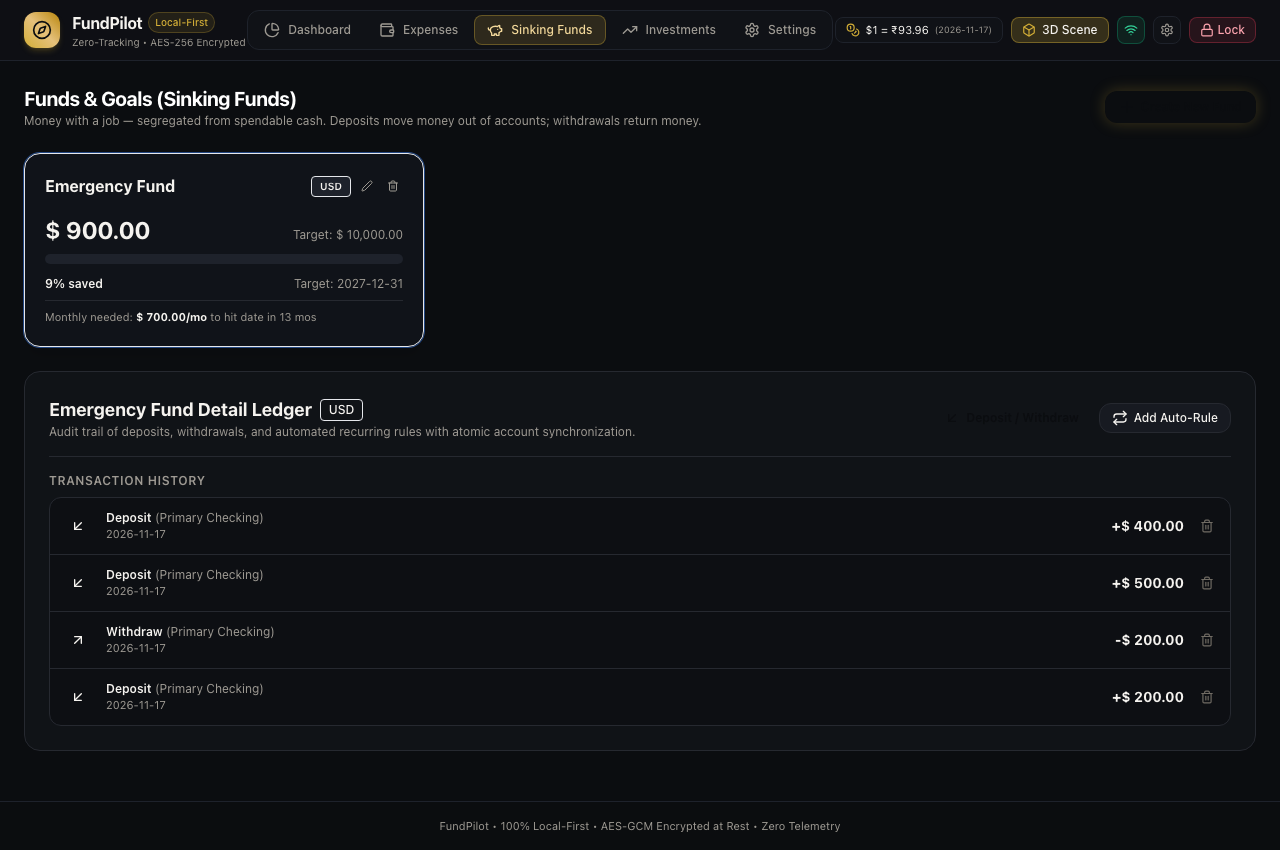 FundPilot Local-First
Zero-Tracking • AES-256 Encrypted
Dashboard
Expenses
Sinking Funds
Investments
Settings
$1 = ₹93.96 (2026-11-17)
3D Scene
Lock
Funds & Goals (Sinking Funds)
Money with a job — segregated from spendable cash. Deposits move money out of accounts; withdrawals return money.
Emergency Fund USD
$ 900.00 Target: $ 10,000.00
9% saved Target: 2027-12-31
Monthly needed: $ 700.00/mo to hit date in 13 mos
Emergency Fund Detail Ledger USD
Deposit / Withdraw
Add Auto-Rule
Audit trail of deposits, withdrawals, and automated recurring rules with atomic account synchronization.
TRANSACTION HISTORY
Deposit (Primary Checking)
2026-11-17
+$ 400.00
Deposit (Primary Checking)
2026-11-17
+$ 500.00
Withdraw (Primary Checking)
2026-11-17
-$ 200.00
Deposit (Primary Checking)
2026-11-17
+$ 200.00
FundPilot • 100% Local-First • AES-GCM Encrypted at Rest • Zero Telemetry